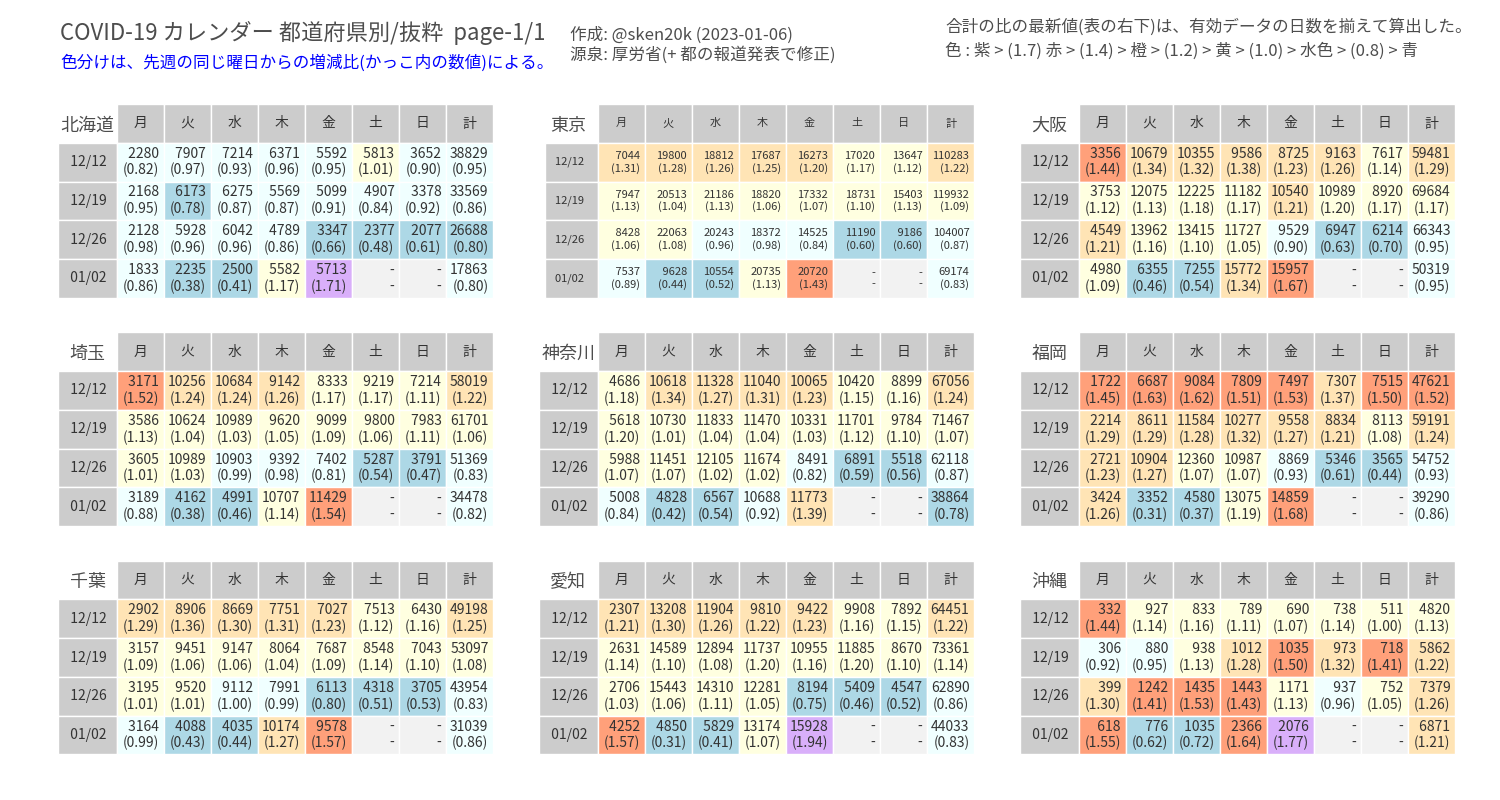 COVID-19 カレンダー 都道府県別/抜粋  page-1/1
色分けは、先週の同じ曜日からの増減比(かっこ内の数値)による。
作成: @sken20k (2023-01-06)
源泉: 厚労省(+ 都の報道発表で修正)
合計の比の最新値(表の右下)は、有効データの日数を揃えて算出した。
色 : 紫 > (1.7) 赤 > (1.4) > 橙 > (1.2) > 黄 > (1.0) > 水色 > (0.8) > 青
北海道 月 火 水 木 金 土 日 計
12/12 2280 7907 7214 6371 5592 5813 3652 38829
(0.82) (0.97) (0.93) (0.96) (0.95) (1.01) (0.90) (0.95)
12/19 2168 6173 6275 5569 5099 4907 3378 33569
(0.95) (0.78) (0.87) (0.87) (0.91) (0.84) (0.92) (0.86)
12/26 2128 5928 6042 4789 3347 2377 2077 26688
(0.98) (0.96) (0.96) (0.86) (0.66) (0.48) (0.61) (0.80)
01/02 1833 2235 2500 5582 5713 - - 17863
(0.86) (0.38) (0.41) (1.17) (1.71) - - (0.80)
東京 月 火 水 木 金 土 日 計
12/12 7044 19800 18812 17687 16273 17020 13647 110283
(1.31) (1.28) (1.26) (1.25) (1.20) (1.17) (1.12) (1.22)
12/19 7947 20513 21186 18820 17332 18731 15403 119932
(1.13) (1.04) (1.13) (1.06) (1.07) (1.10) (1.13) (1.09)
12/26 8428 22063 20243 18372 14525 11190 9186 104007
(1.06) (1.08) (0.96) (0.98) (0.84) (0.60) (0.60) (0.87)
01/02 7537 9628 10554 20735 20720 - - 69174
(0.89) (0.44) (0.52) (1.13) (1.43) - - (0.83)
大阪 月 火 水 木 金 土 日 計
12/12 3356 10679 10355 9586 8725 9163 7617 59481
(1.44) (1.34) (1.32) (1.38) (1.23) (1.26) (1.14) (1.29)
12/19 3753 12075 12225 11182 10540 10989 8920 69684
(1.12) (1.13) (1.18) (1.17) (1.21) (1.20) (1.17) (1.17)
12/26 4549 13962 13415 11727 9529 6947 6214 66343
(1.21) (1.16) (1.10) (1.05) (0.90) (0.63) (0.70) (0.95)
01/02 4980 6355 7255 15772 15957 - - 50319
(1.09) (0.46) (0.54) (1.34) (1.67) - - (0.95)
埼玉 月 火 水 木 金 土 日 計
12/12 3171 10256 10684 9142 8333 9219 7214 58019
(1.52) (1.24) (1.24) (1.26) (1.17) (1.17) (1.11) (1.22)
12/19 3586 10624 10989 9620 9099 9800 7983 61701
(1.13) (1.04) (1.03) (1.05) (1.09) (1.06) (1.11) (1.06)
12/26 3605 10989 10903 9392 7402 5287 3791 51369
(1.01) (1.03) (0.99) (0.98) (0.81) (0.54) (0.47) (0.83)
01/02 3189 4162 4991 10707 11429 - - 34478
(0.88) (0.38) (0.46) (1.14) (1.54) - - (0.82)
神奈川 月 火 水 木 金 土 日 計
12/12 4686 10618 11328 11040 10065 10420 8899 67056
(1.18) (1.34) (1.27) (1.31) (1.23) (1.15) (1.16) (1.24)
12/19 5618 10730 11833 11470 10331 11701 9784 71467
(1.20) (1.01) (1.04) (1.04) (1.03) (1.12) (1.10) (1.07)
12/26 5988 11451 12105 11674 8491 6891 5518 62118
(1.07) (1.07) (1.02) (1.02) (0.82) (0.59) (0.56) (0.87)
01/02 5008 4828 6567 10688 11773 - - 38864
(0.84) (0.42) (0.54) (0.92) (1.39) - - (0.78)
福岡 月 火 水 木 金 土 日 計
12/12 1722 6687 9084 7809 7497 7307 7515 47621
(1.45) (1.63) (1.62) (1.51) (1.53) (1.37) (1.50) (1.52)
12/19 2214 8611 11584 10277 9558 8834 8113 59191
(1.29) (1.29) (1.28) (1.32) (1.27) (1.21) (1.08) (1.24)
12/26 2721 10904 12360 10987 8869 5346 3565 54752
(1.23) (1.27) (1.07) (1.07) (0.93) (0.61) (0.44) (0.93)
01/02 3424 3352 4580 13075 14859 - - 39290
(1.26) (0.31) (0.37) (1.19) (1.68) - - (0.86)
千葉 月 火 水 木 金 土 日 計
12/12 2902 8906 8669 7751 7027 7513 6430 49198
(1.29) (1.36) (1.30) (1.31) (1.23) (1.12) (1.16) (1.25)
12/19 3157 9451 9147 8064 7687 8548 7043 53097
(1.09) (1.06) (1.06) (1.04) (1.09) (1.14) (1.10) (1.08)
12/26 3195 9520 9112 7991 6113 4318 3705 43954
(1.01) (1.01) (1.00) (0.99) (0.80) (0.51) (0.53) (0.83)
01/02 3164 4088 4035 10174 9578 - - 31039
(0.99) (0.43) (0.44) (1.27) (1.57) - - (0.86)
愛知 月 火 水 木 金 土 日 計
12/12 2307 13208 11904 9810 9422 9908 7892 64451
(1.21) (1.30) (1.26) (1.22) (1.23) (1.16) (1.15) (1.22)
12/19 2631 14589 12894 11737 10955 11885 8670 73361
(1.14) (1.10) (1.08) (1.20) (1.16) (1.20) (1.10) (1.14)
12/26 2706 15443 14310 12281 8194 5409 4547 62890
(1.03) (1.06) (1.11) (1.05) (0.75) (0.46) (0.52) (0.86)
01/02 4252 4850 5829 13174 15928 - - 44033
(1.57) (0.31) (0.41) (1.07) (1.94) - - (0.83)
沖縄 月 火 水 木 金 土 日 計
12/12 332 927 833 789 690 738 511 4820
(1.44) (1.14) (1.16) (1.11) (1.07) (1.14) (1.00) (1.13)
12/19 306 880 938 1012 1035 973 718 5862
(0.92) (0.95) (1.13) (1.28) (1.50) (1.32) (1.41) (1.22)
12/26 399 1242 1435 1443 1171 937 752 7379
(1.30) (1.41) (1.53) (1.43) (1.13) (0.96) (1.05) (1.26)
01/02 618 776 1035 2366 2076 - - 6871
(1.55) (0.62) (0.72) (1.64) (1.77) - - (1.21)